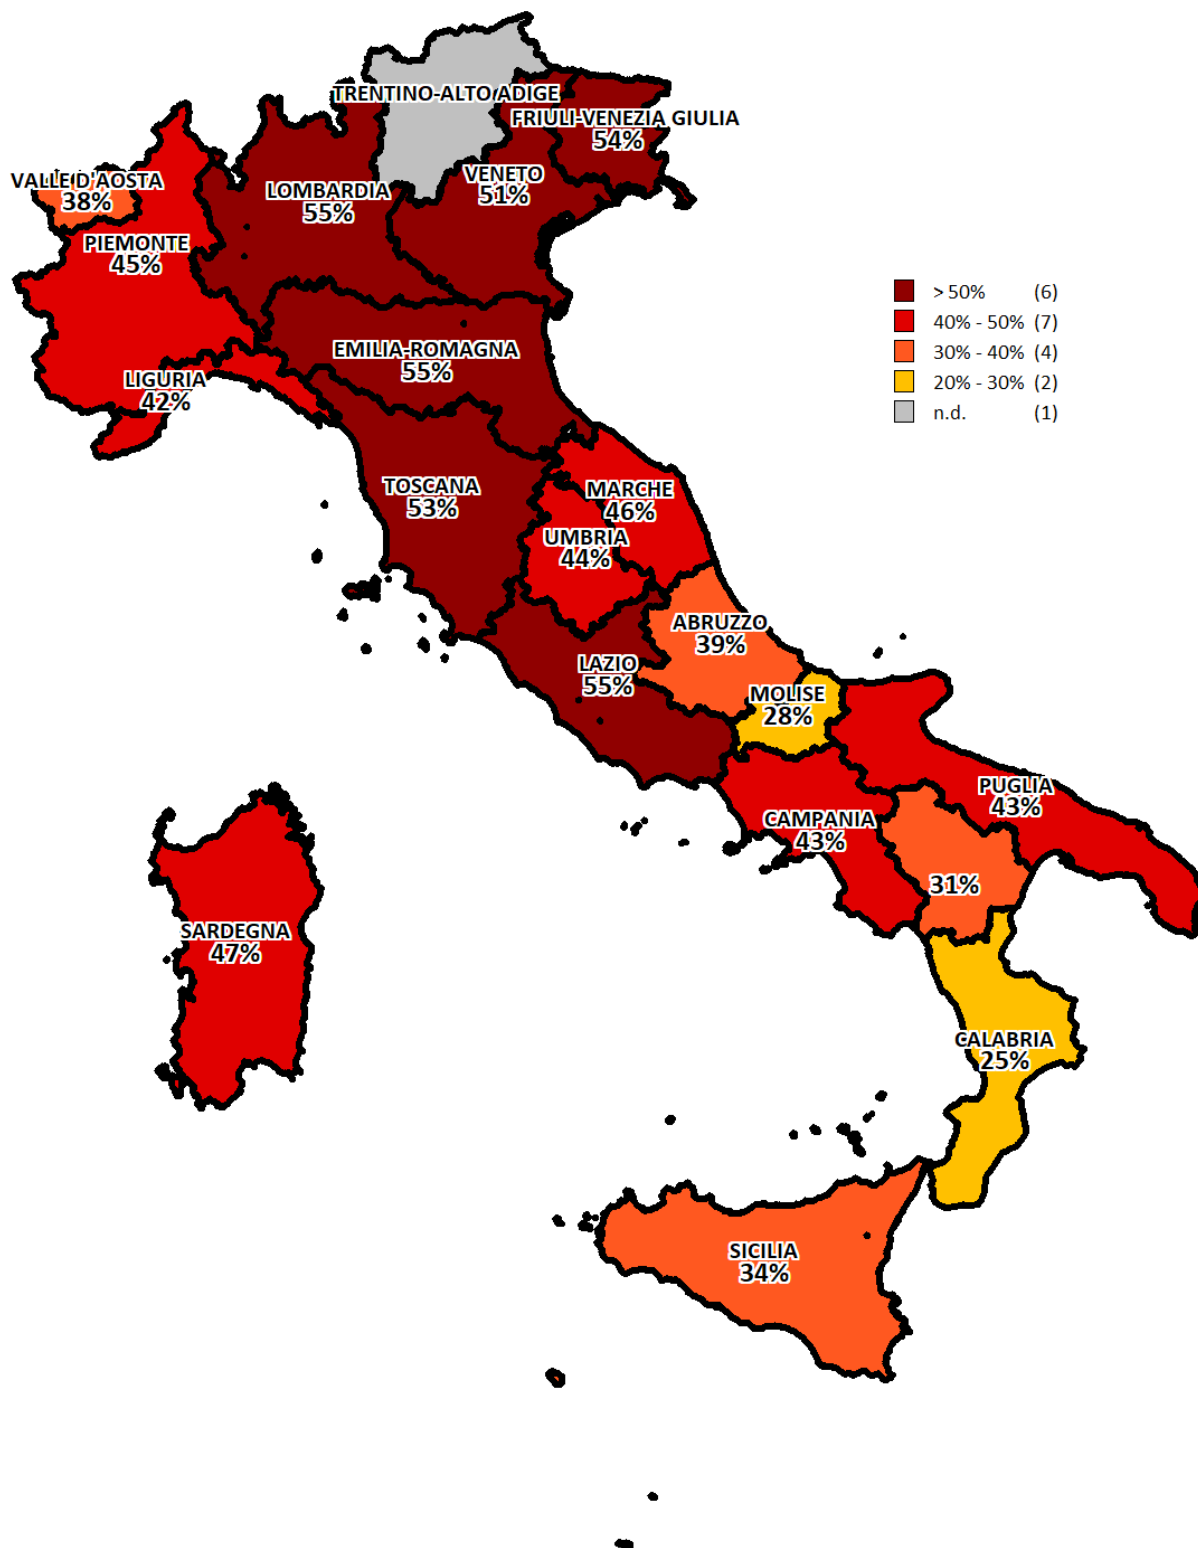 TRENTINO-ALTO ADIGE
FRIULI-VENEZIA GIULIA
54%
VENETO
51%
VALLE D'AOSTA
38%
LOMBARDIA
55%
PIEMONTE
45%
> 50% (6)
40% - 50% (7)
30% - 40% (4)
20% - 30% (2)
n.d. (1)
EMILIA-ROMAGNA
55%
LIGURIA
42%
TOSCANA
53%
MARCHE
46%
UMBRIA
44%
ABRUZZO
39%
LAZIO
55%
MOLISE
28%
PUGLIA
43%
CAMPANIA
43%
31%
SARDEGNA
47%
CALABRIA
25%
SICILIA
34%